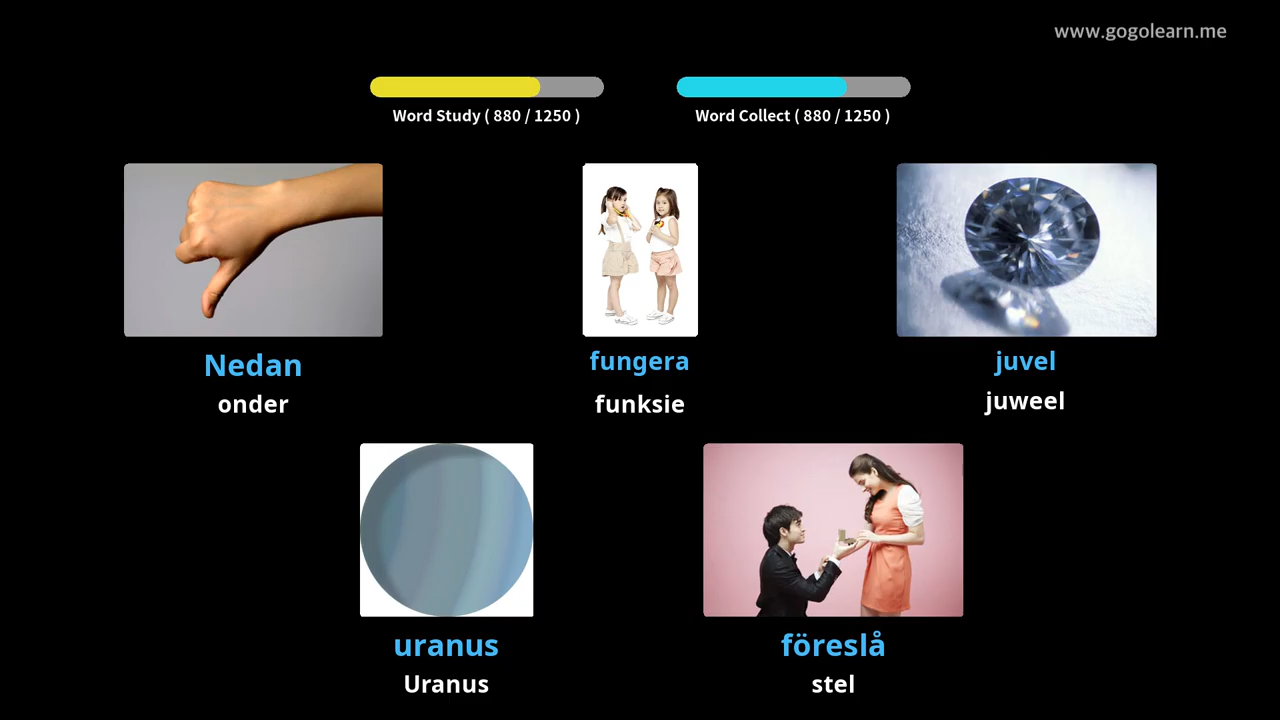 www.gogolearn.me
Word Study ( 880 / 1250 )
Word Collect ( 880 / 1250 )
Nedan
onder
fungera
funksie
juvel
juweel
uranus
Uranus
föreslå
stel